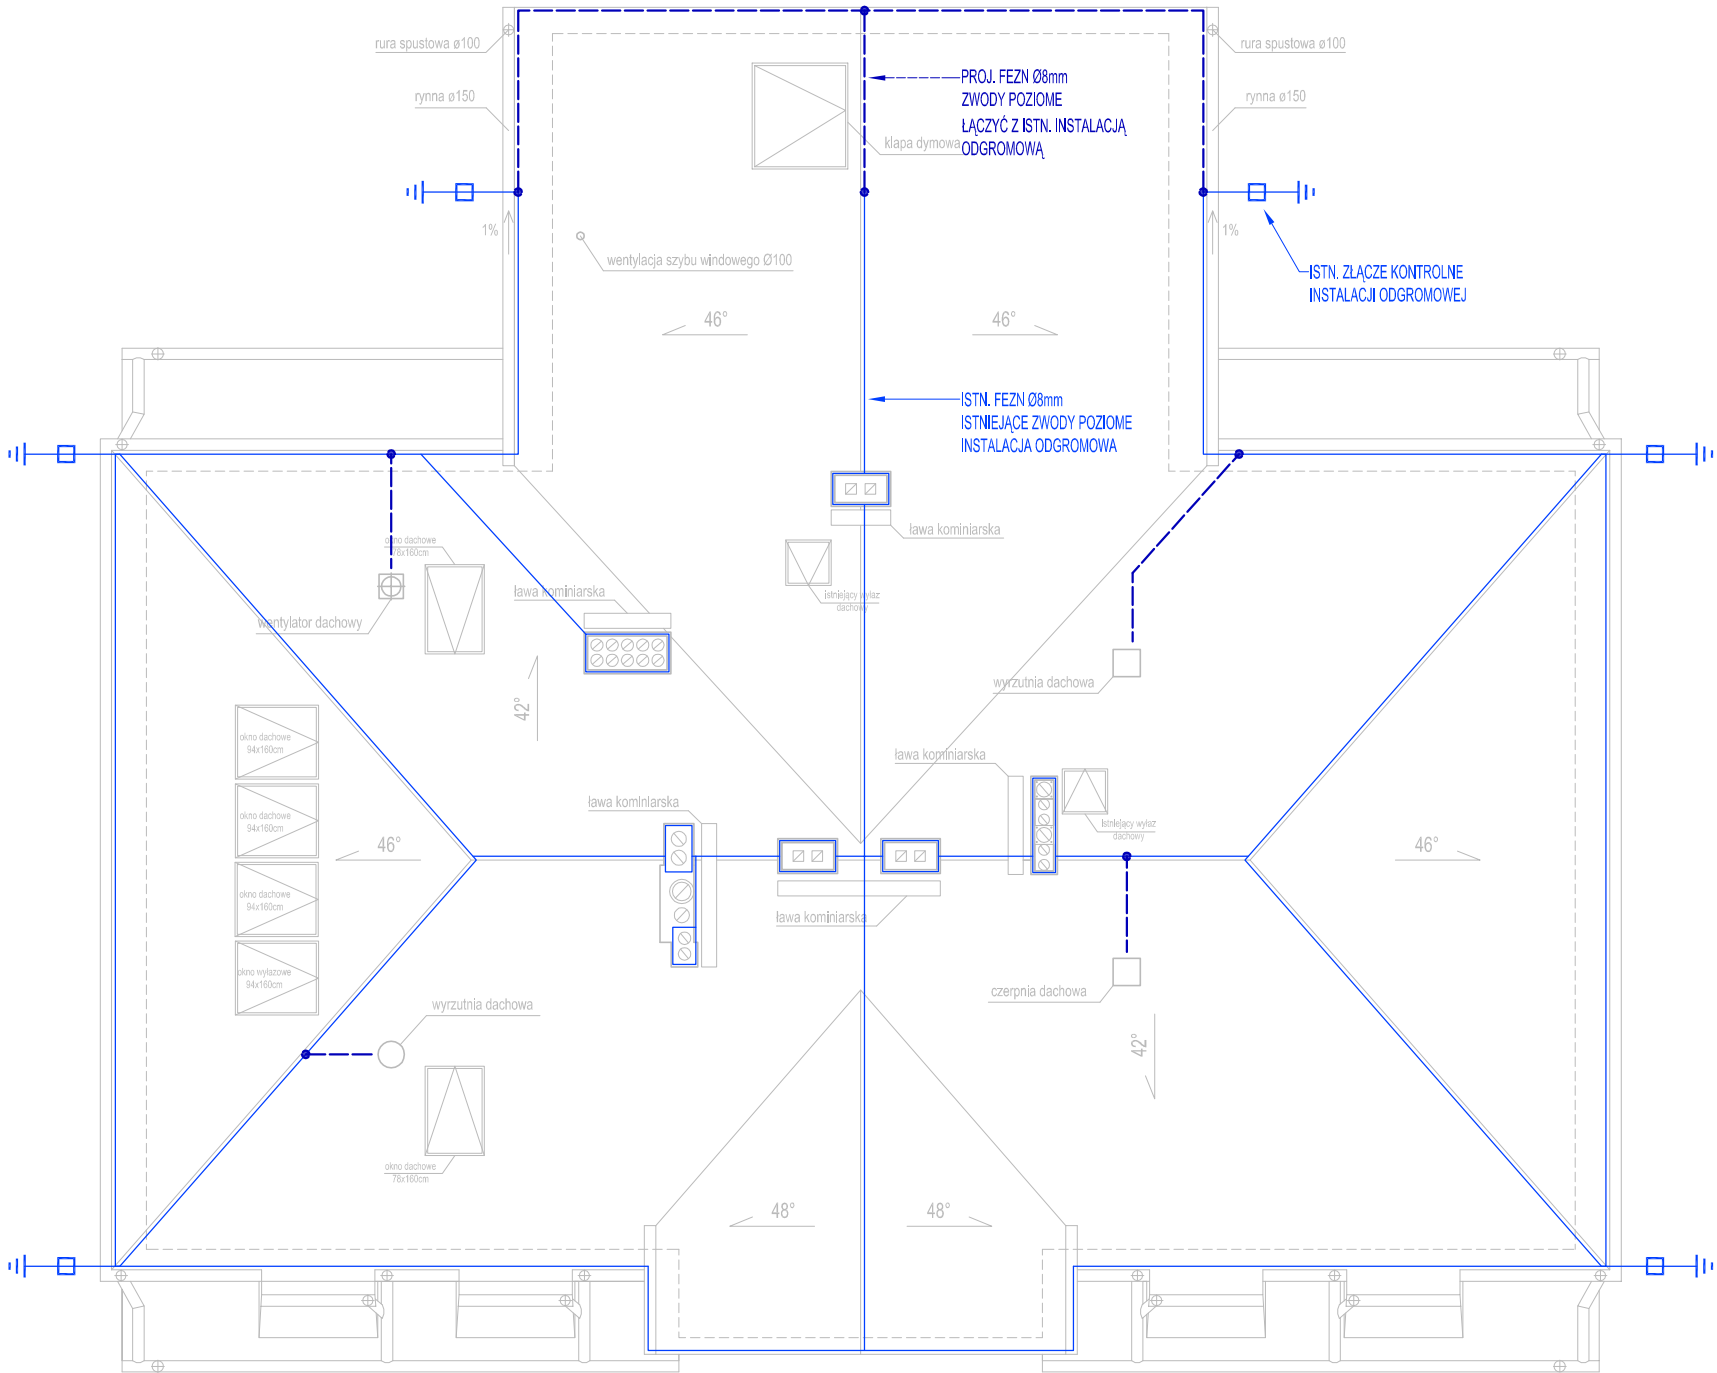 rura spustowa ø100
rura spustowa ø100
rynna ø150
rynna ø150
PROJ. FEZN Ø8mm
ZWODY POZIOME
ŁĄCZYĆ Z ISTN. INSTALACJĄ
ODGROMOWĄ
klapa dymowa
1%
1%
wentylacja szybu windowego Ø100
ISTN. ZŁĄCZE KONTROLNE
INSTALACJI ODGROMOWEJ
46°
46°
ISTN. FEZN Ø8mm
ISTNIEJĄCE ZWODY POZIOME
INSTALACJA ODGROMOWA
ława kominiarska
okno dachowe
78x160cm
ława kominiarska
istniejący wyłaz
dachowy
wentylator dachowy
wyrzutnia dachowa
42°
okno dachowe
94x160cm
ława kominiarska
ława kominiarska
okno dachowe
94x160cm
istniejący wyłaz
dachowy
46°
46°
okno dachowe
94x160cm
ława kominiarska
okno wyłazowe
94x160cm
czerpnia dachowa
wyrzutnia dachowa
42°
okno dachowe
78x160cm
48°
48°